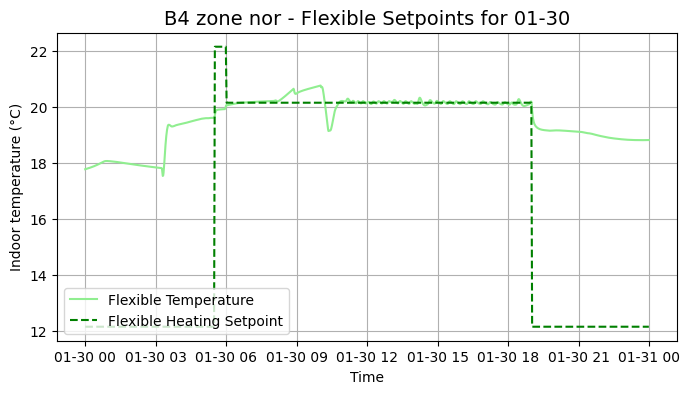 B4 zone nor - Flexible Setpoints for 01-30
Indoor temperature (°C)
22
20
18
16
14
12
Flexible Temperature
Flexible Heating Setpoint
01-30 00 01-30 03 01-30 06 01-30 09 01-30 12 01-30 15 01-30 18 01-30 21 01-31 00
Time